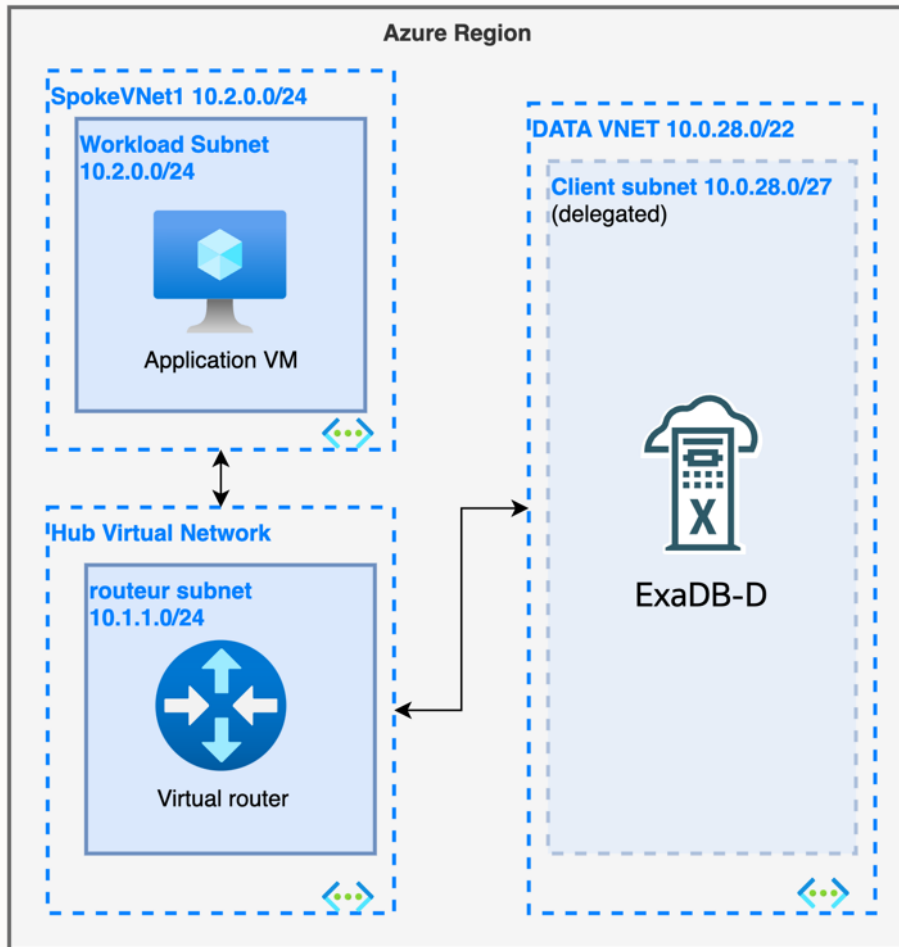 Azure Region
SpokeVNet1 10.2.0.0/24
Workload Subnet
10.2.0.0/24
Application VM
Hub Virtual Network
routeur subnet
10.1.1.0/24
Virtual router
DATA VNET 10.0.28.0/22
Client subnet 10.0.28.0/27
(delegated)
X
ExaDB-D